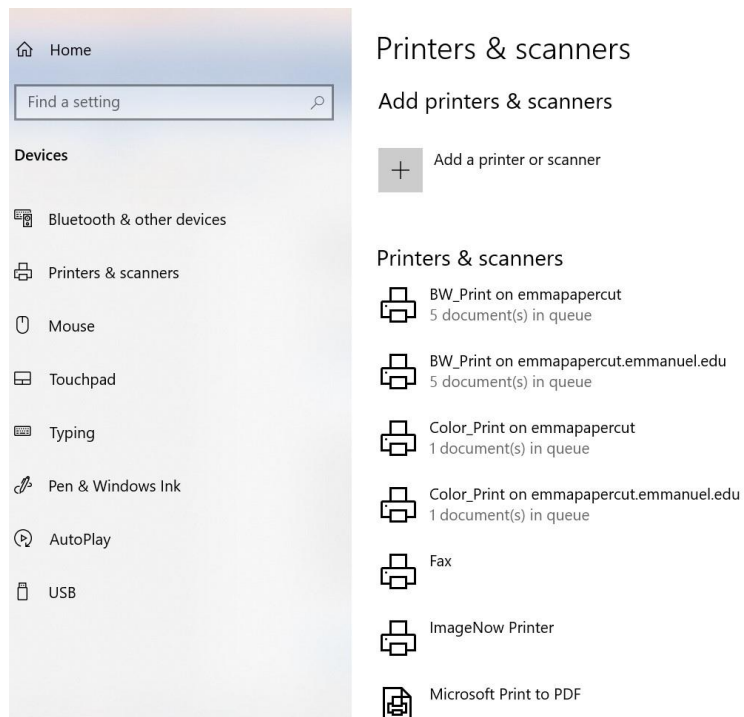 Home
Find a setting
Devices
Bluetooth & other devices
Printers & scanners
Mouse
Touchpad
Typing
Pen & Windows Ink
AutoPlay
USB
Printers & scanners
Add printers & scanners
Add a printer or scanner
Printers & scanners
BW_Print on emmapapercut
5 document(s) in queue
BW_Print on emmapapercut.emmanuel.edu
5 document(s) in queue
Color_Print on emmapapercut
1 document(s) in queue
Color_Print on emmapapercut.emmanuel.edu
1 document(s) in queue
Fax
ImageNow Printer
Microsoft Print to PDF